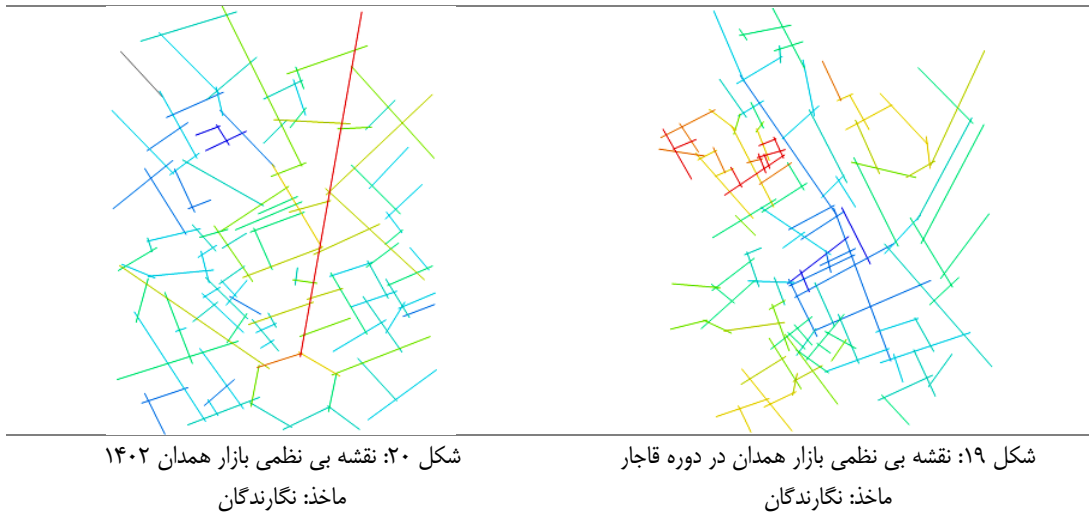 شکل ۱۹: نقشه بی نظمی بازار همدان در دوره قاجار
ماخذ: نگارندگان
شکل ۲۰: نقشه بی نظمی بازار همدان ۱۴۰۲
ماخذ: نگارندگان